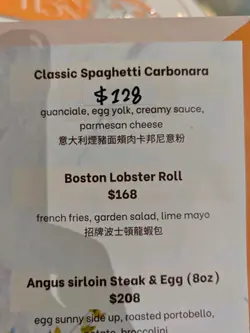 Classic Spaghetti Carbonara
$128
guanciale, egg yolk, creamy sauce,
parmesan cheese
意大利煙豬面頰肉卡邦尼意粉
Boston Lobster Roll
$168
french fries, garden salad, lime mayo
招牌波士頓龍蝦包
Angus sirloin Steak & Egg (8oz)
$208
egg sunny side up, roasted portobello,
potato, broccolini